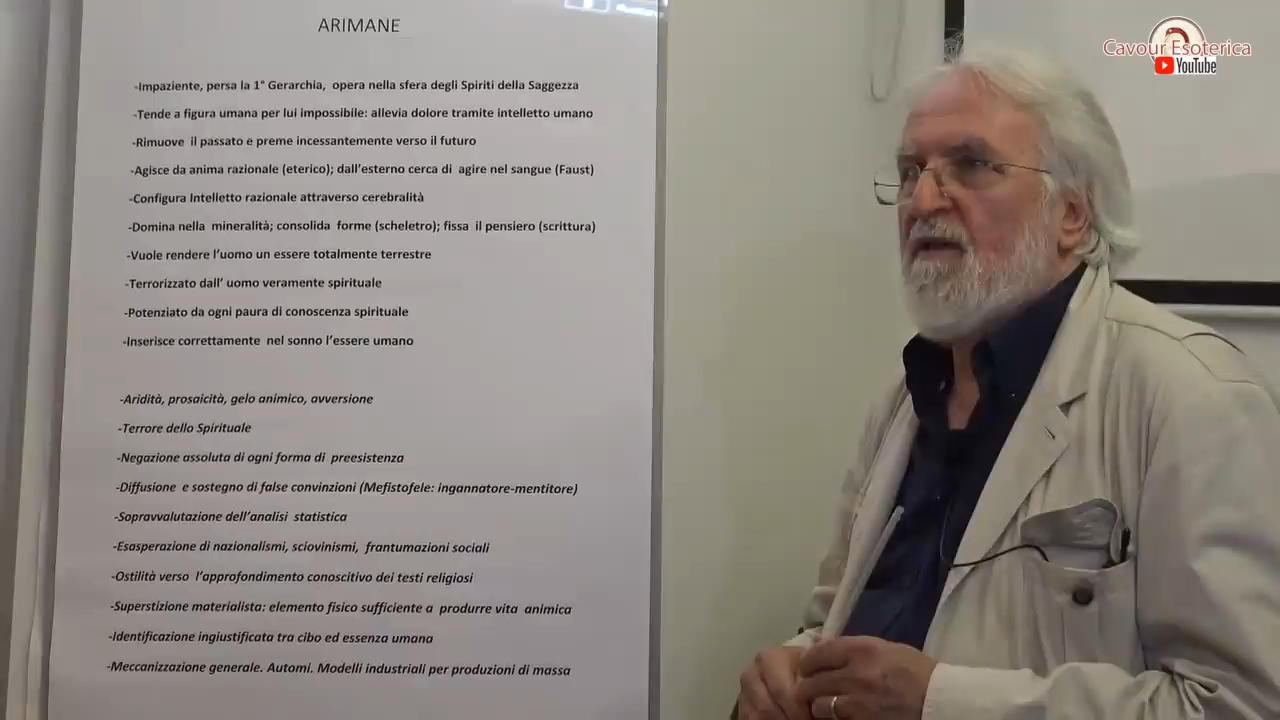 ARIMANE
-Impaziente, persa la 1° Gerarchia, opera nella sfera degli Spiriti della Saggezza
-Tende a figura umana per lui impossibile: allevia dolore tramite intelletto umano
-Rimuove il passato e preme incessantemente verso il futuro
-Agisce da anima razionale (eterico); dall'esterno cerca di agire nel sangue (Faust)
-Configura Intelletto razionale attraverso cerebralità
-Domina nella mineralità; consolida forme (scheletro); fissa il pensiero (scrittura)
-Vuole rendere l'uomo un essere totalmente terrestre
-Terrorizzato dall' uomo veramente spirituale
-Potenziato da ogni paura di conoscenza spirituale
-Inserisce correttamente nel sonno l'essere umano
-Aridità, prosaicità, gelo animico, avversione
-Terrore dello Spirituale
-Negazione assoluta di ogni forma di preesistenza
-Diffusione e sostegno di false convinzioni (Mefistofele: ingannatore-mentitore)
-Sopravvalutazione dell'analisi statistica
-Esasperazione di nazionalismi, sciovinismi, frantumazioni sociali
-Ostilità verso l'approfondimento conoscitivo dei testi religiosi
-Superstizione materialista: elemento fisico sufficiente a produrre vita animica
-Identificazione ingiustificata tra cibo ed essenza umana
-Meccanizzazione generale. Automi. Modelli industriali per produzioni di massa
Cavour Esoterica
YouTube